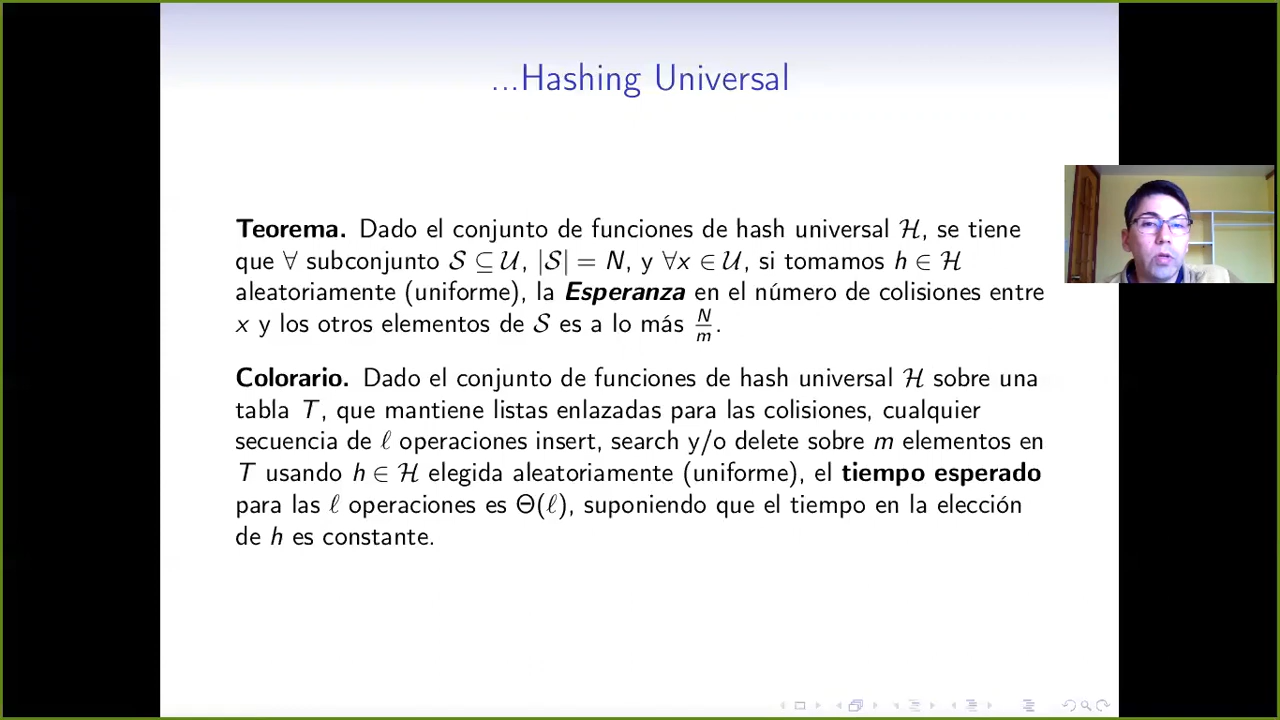 ...Hashing Universal
Teorema. Dado el conjunto de funciones de hash universal ℋ, se tiene
que ∀ subconjunto 𝒮 ⊆ 𝒰, |𝒮| = N, y ∀x ∈ 𝒰, si tomamos h ∈ ℋ
aleatoriamente (uniforme), la Esperanza en el número de colisiones entre
x y los otros elementos de 𝒮 es a lo más N/m.
Colorario. Dado el conjunto de funciones de hash universal ℋ sobre una
tabla T, que mantiene listas enlazadas para las colisiones, cualquier
secuencia de ℓ operaciones insert, search y/o delete sobre m elementos en
T usando h ∈ ℋ elegida aleatoriamente (uniforme), el tiempo esperado
para las ℓ operaciones es Θ(ℓ), suponiendo que el tiempo en la elección
de h es constante.